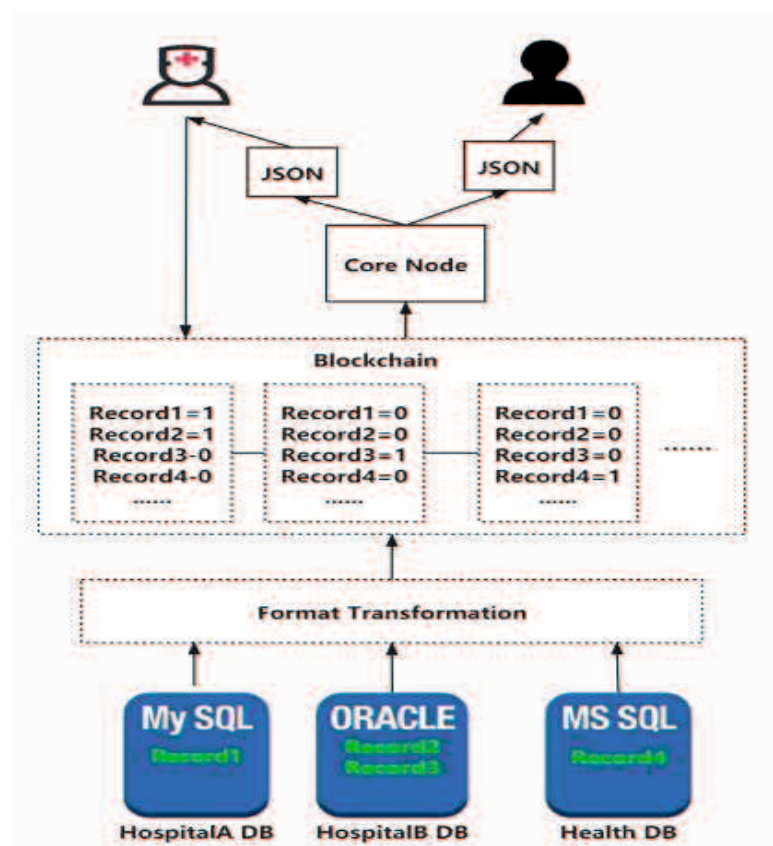 JSON
JSON
Core Node
Blockchain
Record1=1
Record2=1
Record3-0
Record4-0
......
Record1=0
Record2=0
Record3=1
Record4=0
......
Record1=0
Record2=0
Record3=0
Record4=1
......
......
Format Transformation
My SQL
Record1
HospitalA DB
ORACLE
Record2
Record3
HospitalB DB
MS SQL
Record4
Health DB